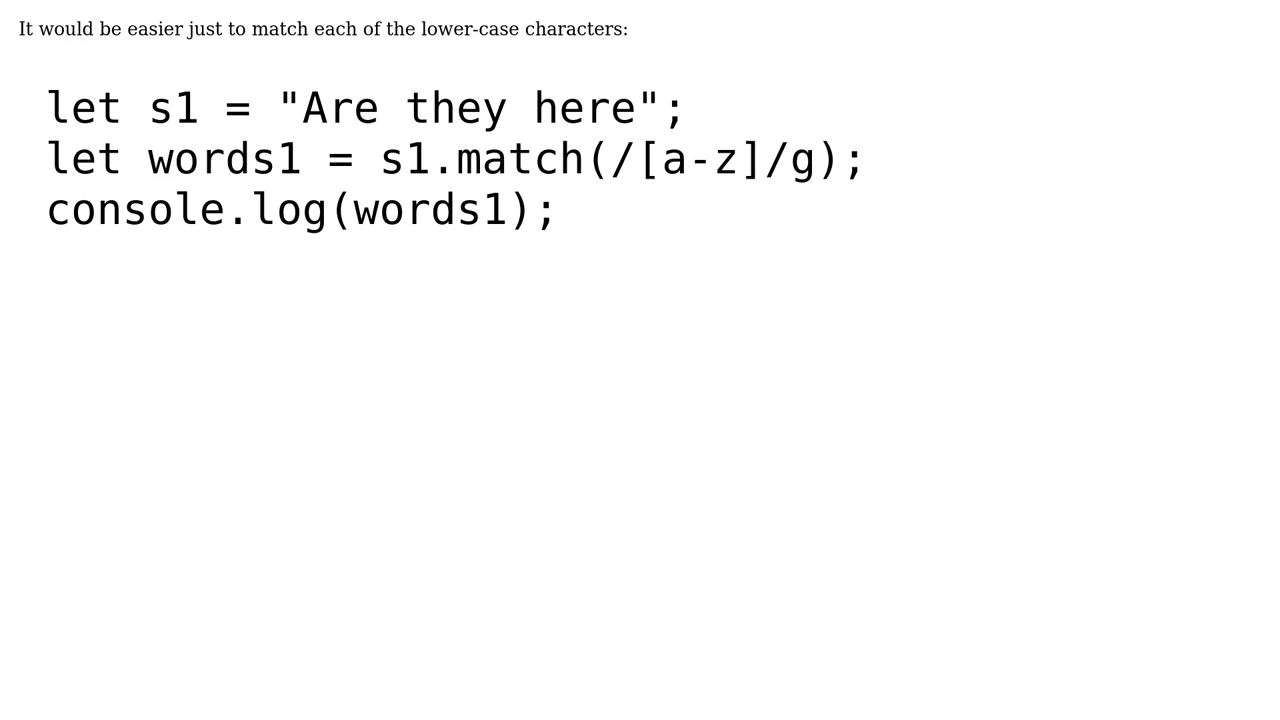 It would be easier just to match each of the lower-case characters:
let s1 = "Are they here";
let words1 = s1.match(/[a-z]/g);
console.log(words1);